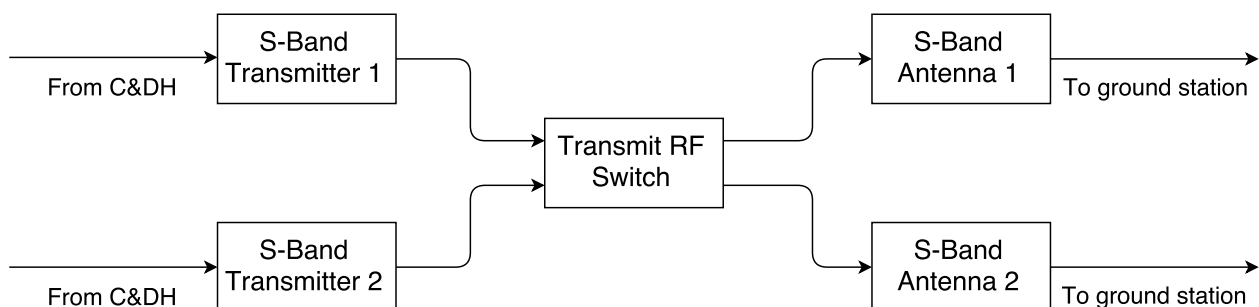 S-Band
Transmitter 1
From C&DH
S-Band
Antenna 1
To ground station
Transmit RF
Switch
S-Band
Transmitter 2
From C&DH
S-Band
Antenna 2
To ground station